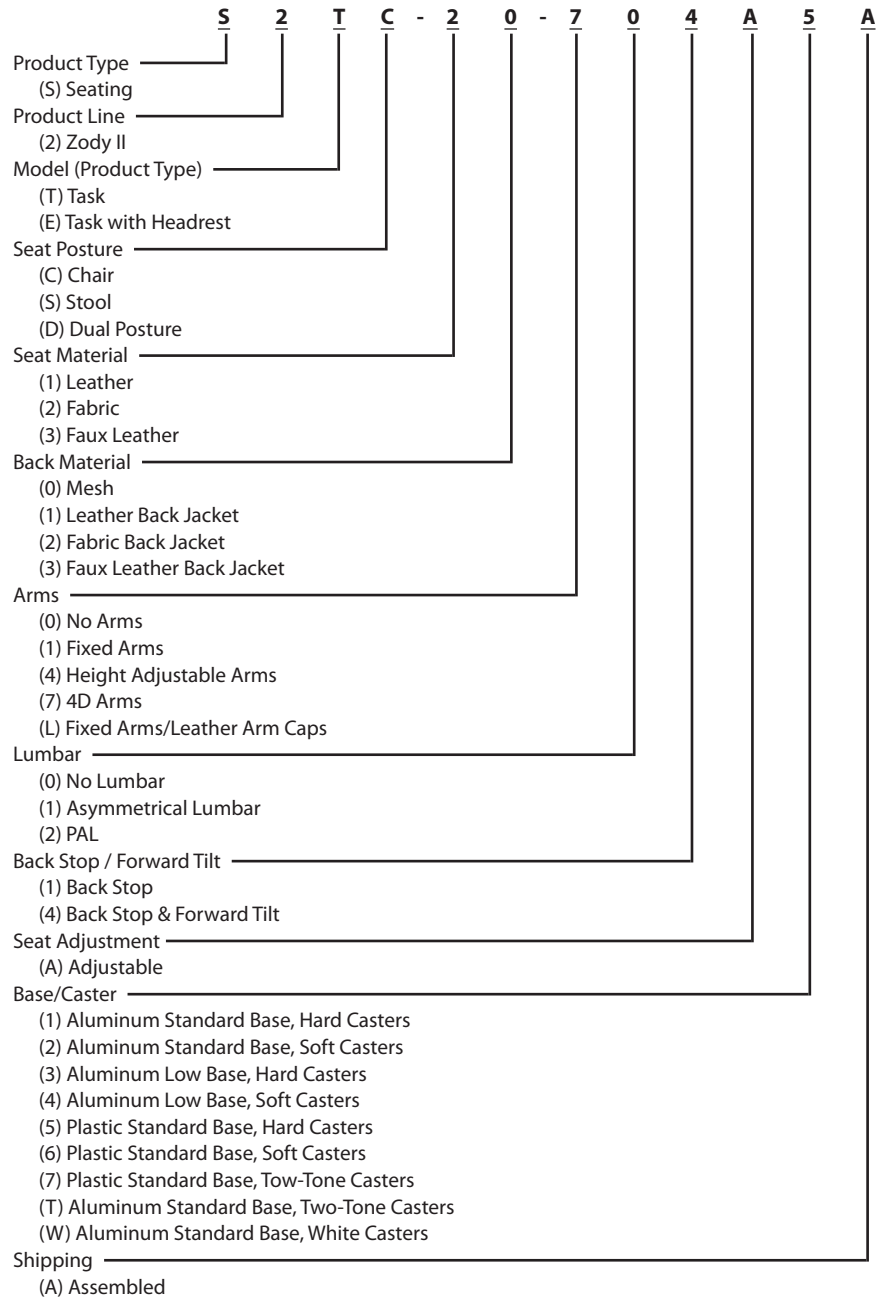 S 2 T C - 2 0 - 7 0 4 A 5 A
Product Type
(S) Seating
Product Line
(2) Zody II
Model (Product Type)
(T) Task
(E) Task with Headrest
Seat Posture
(C) Chair
(S) Stool
(D) Dual Posture
Seat Material
(1) Leather
(2) Fabric
(3) Faux Leather
Back Material
(0) Mesh
(1) Leather Back Jacket
(2) Fabric Back Jacket
(3) Faux Leather Back Jacket
Arms
(0) No Arms
(1) Fixed Arms
(4) Height Adjustable Arms
(7) 4D Arms
(L) Fixed Arms/Leather Arm Caps
Lumbar
(0) No Lumbar
(1) Asymmetrical Lumbar
(2) PAL
Back Stop / Forward Tilt
(1) Back Stop
(4) Back Stop & Forward Tilt
Seat Adjustment
(A) Adjustable
Base/Caster
(1) Aluminum Standard Base, Hard Casters
(2) Aluminum Standard Base, Soft Casters
(3) Aluminum Low Base, Hard Casters
(4) Aluminum Low Base, Soft Casters
(5) Plastic Standard Base, Hard Casters
(6) Plastic Standard Base, Soft Casters
(7) Plastic Standard Base, Tow-Tone Casters
(T) Aluminum Standard Base, Two-Tone Casters
(W) Aluminum Standard Base, White Casters
Shipping
(A) Assembled